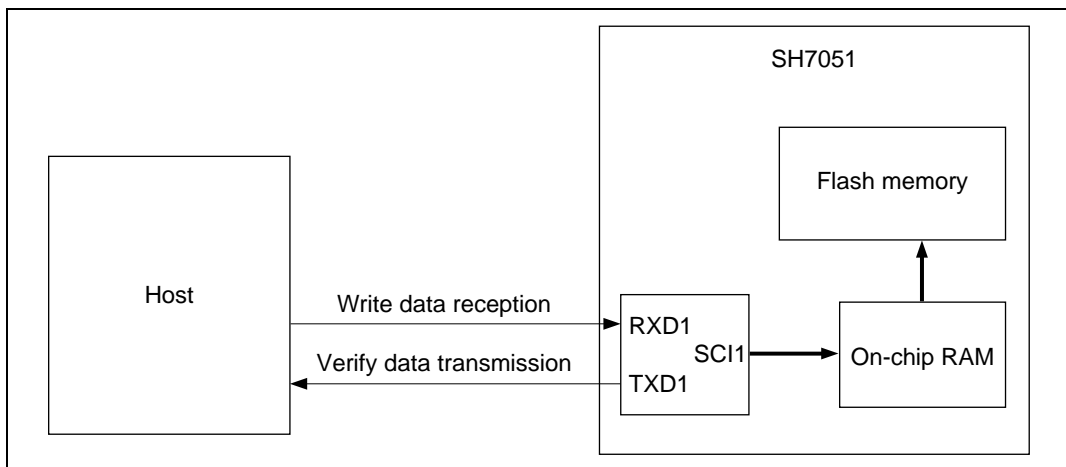 SH7051
Flash memory
Host
Write data reception
RXD1
SCI1
On-chip RAM
Verify data transmission
TXD1